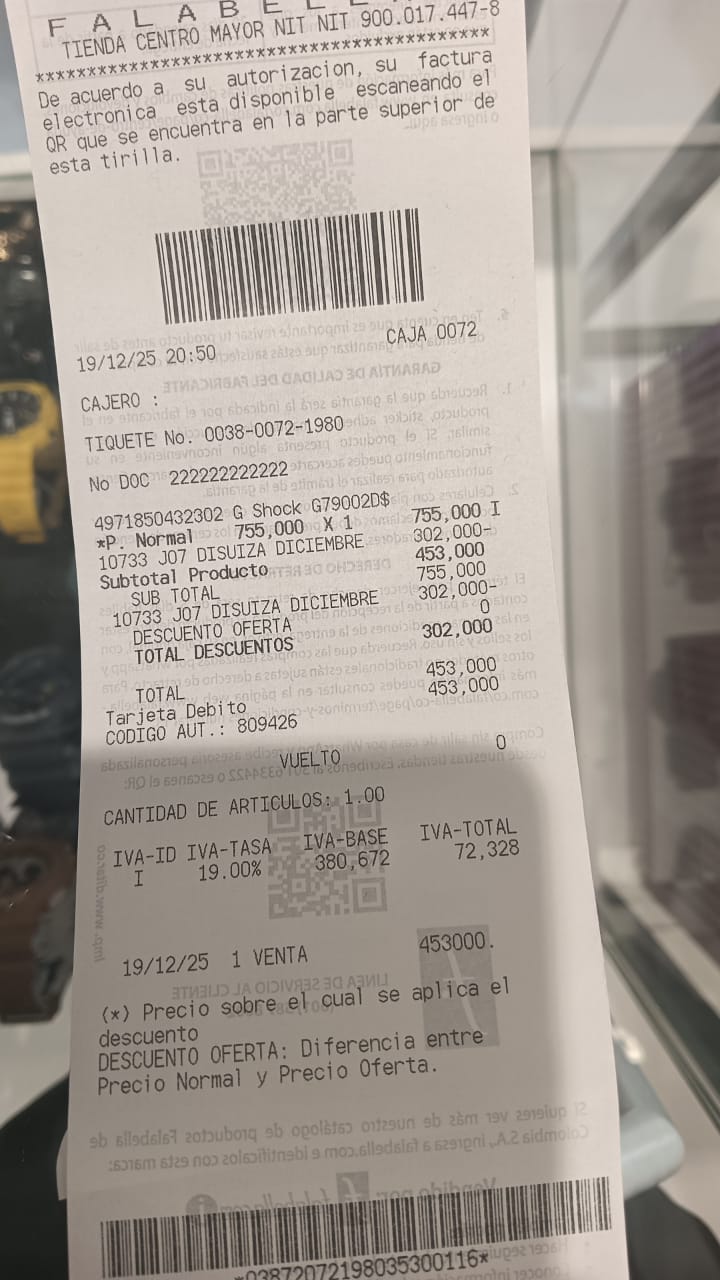 FALABELL
TIENDA CENTRO MAYOR NIT NIT 900.017.447-8
********************************************
De acuerdo a su autorizacion, su factura
electronica esta disponible escaneando el
QR que se encuentra en la parte superior de
esta tirilla.
19/12/25 20:50 CAJA 0072
CAJERO :
TIQUETE No. 0038-0072-1980
No DOC 222222222222
4971850432302 G Shock G79002D$
*P. Normal 755,000 X 1 755,000 I
10733 J07 DISUIZA DICIEMBRE 302,000-
Subtotal Producto 453,000
SUB TOTAL 755,000
10733 J07 DISUIZA DICIEMBRE 302,000-
DESCUENTO OFERTA 0
TOTAL DESCUENTOS 302,000
TOTAL 453,000
Tarjeta Debito 453,000
CODIGO AUT.: 809426
VUELTO 0
CANTIDAD DE ARTICULOS: 1.00
IVA-ID IVA-TASA IVA-BASE IVA-TOTAL
I 19.00% 380,672 72,328
19/12/25 1 VENTA 453000.
(*) Precio sobre el cual se aplica el
descuento
DESCUENTO OFERTA: Diferencia entre
Precio Normal y Precio Oferta.
*03872072198035300116*